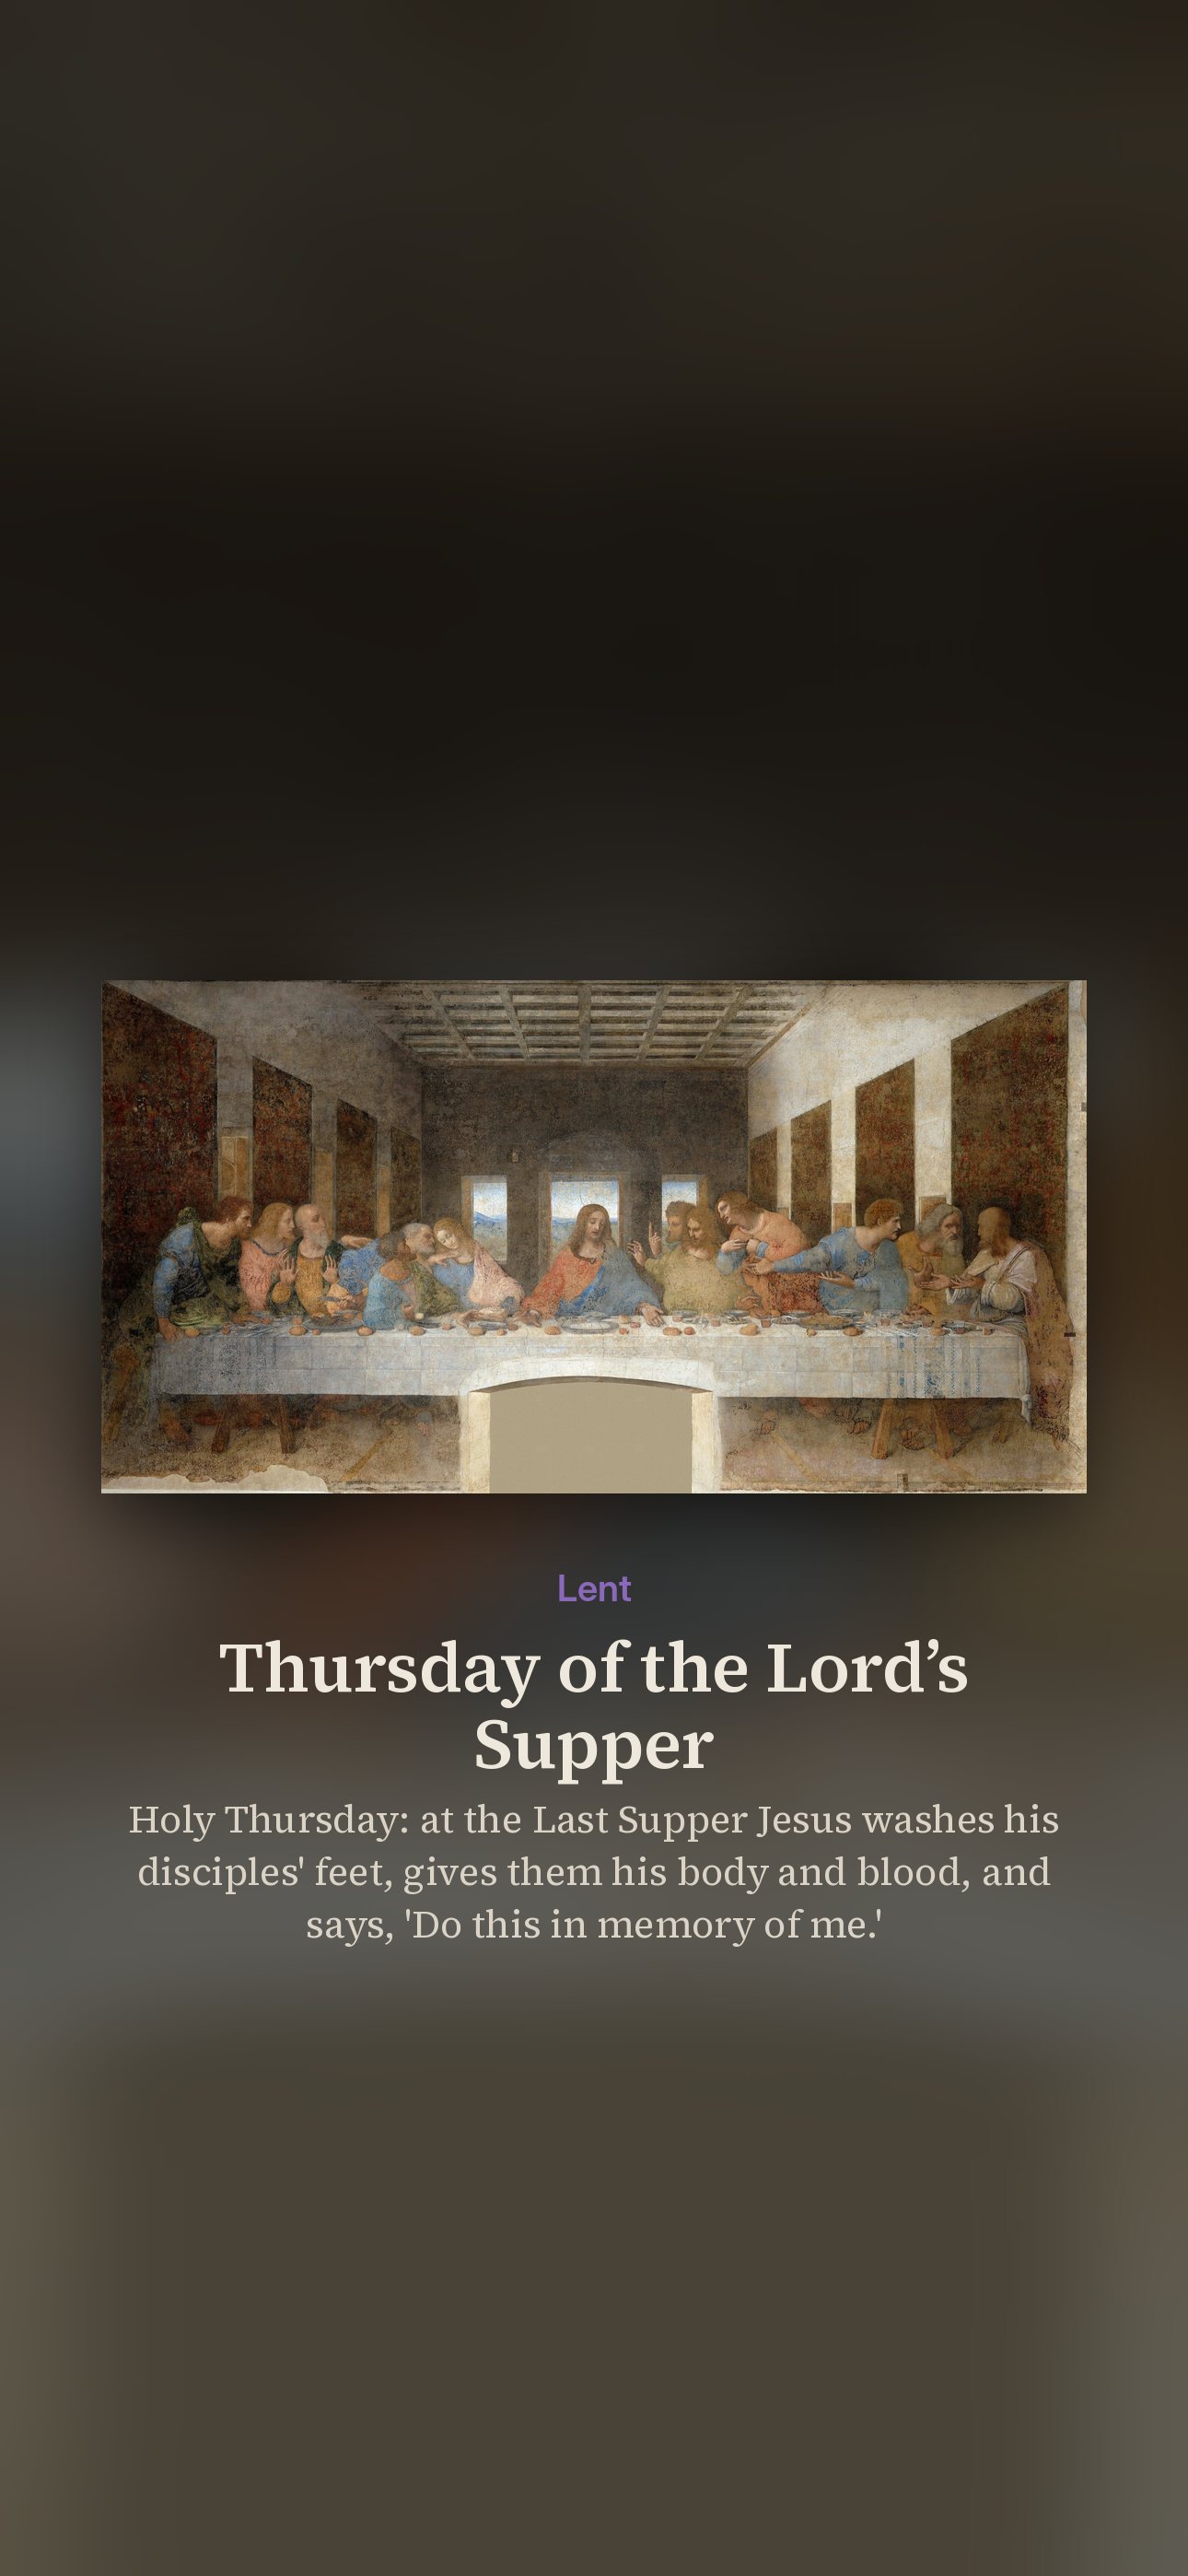 Lent
Thursday of the Lord’s
Supper
Holy Thursday: at the Last Supper Jesus washes his
disciples' feet, gives them his body and blood, and
says, 'Do this in memory of me.'